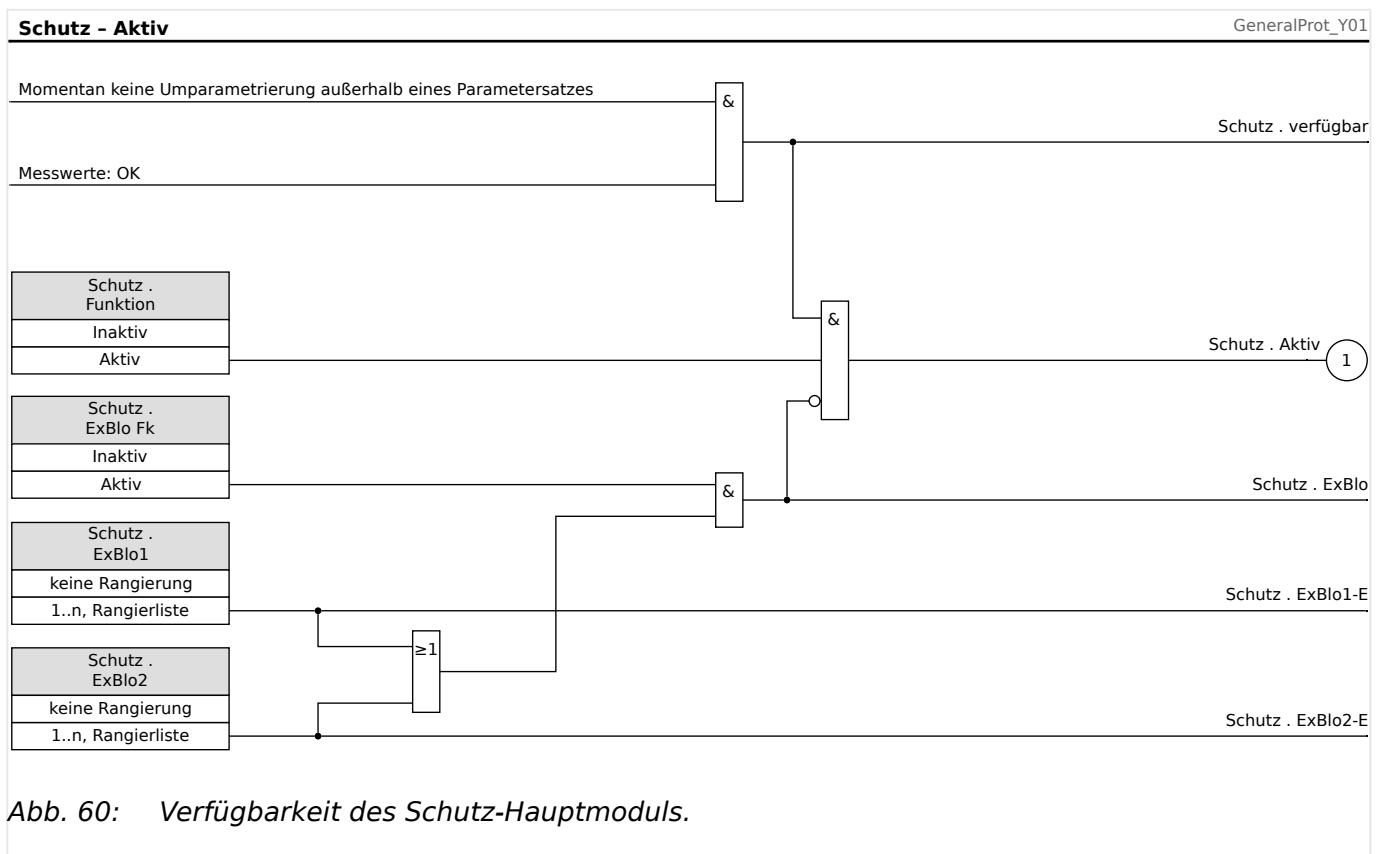 Schutz – Aktiv
GeneralProt_Y01
Momentan keine Umparametrierung außerhalb eines Parametersatzes
&
Schutz . verfügbar
Messwerte: OK
Schutz .
Funktion
Inaktiv
Aktiv
&
Schutz . Aktiv
1
Schutz .
ExBlo Fk
Inaktiv
Aktiv
&
Schutz . ExBlo
Schutz .
ExBlo1
keine Rangierung
1..n, Rangierliste
Schutz . ExBlo1-E
≥1
Schutz .
ExBlo2
keine Rangierung
1..n, Rangierliste
Schutz . ExBlo2-E
Abb. 60: Verfügbarkeit des Schutz-Hauptmoduls.